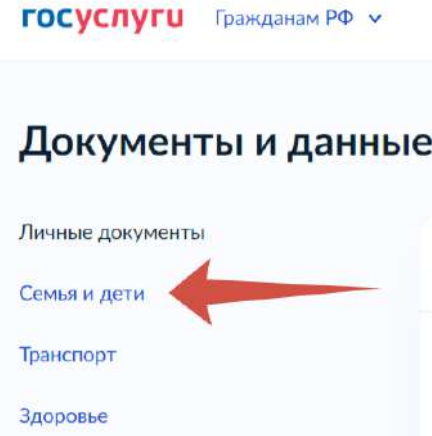 госуслуги Гражданам РФ
Документы и данные
Личные документы
Семья и дети
Транспорт
Здоровье